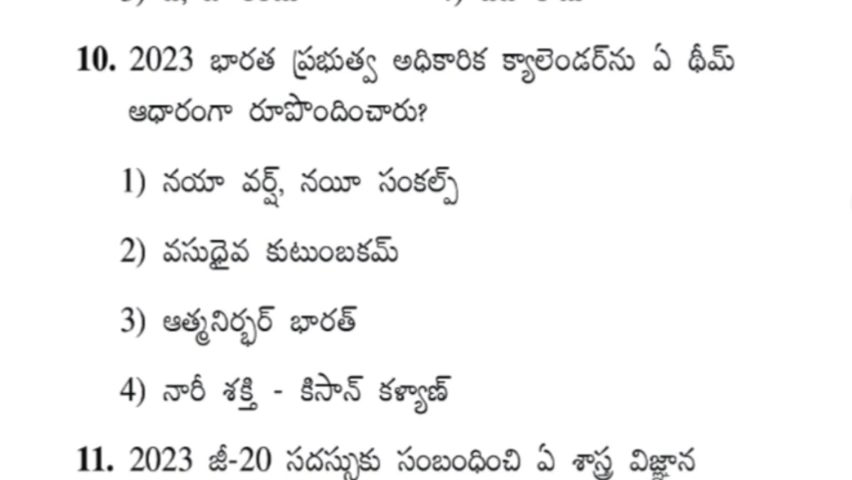 10. 2023 భారత ప్రభుత్వ అధికారిక క్యాలెండర్‌ను ఏ థీమ్
ఆధారంగా రూపొందించారు?
1) నయా వర్ష్, నయీ సంకల్ప్
2) వసుధైవ కుటుంబకమ్
3) ఆత్మనిర్భర్ భారత్
4) నారీ శక్తి - కిసాన్ కళ్యాణ్
11. 2023 జీ-20 సదస్సుకు సంబంధించి ఏ శాస్త్ర విజ్ఞాన